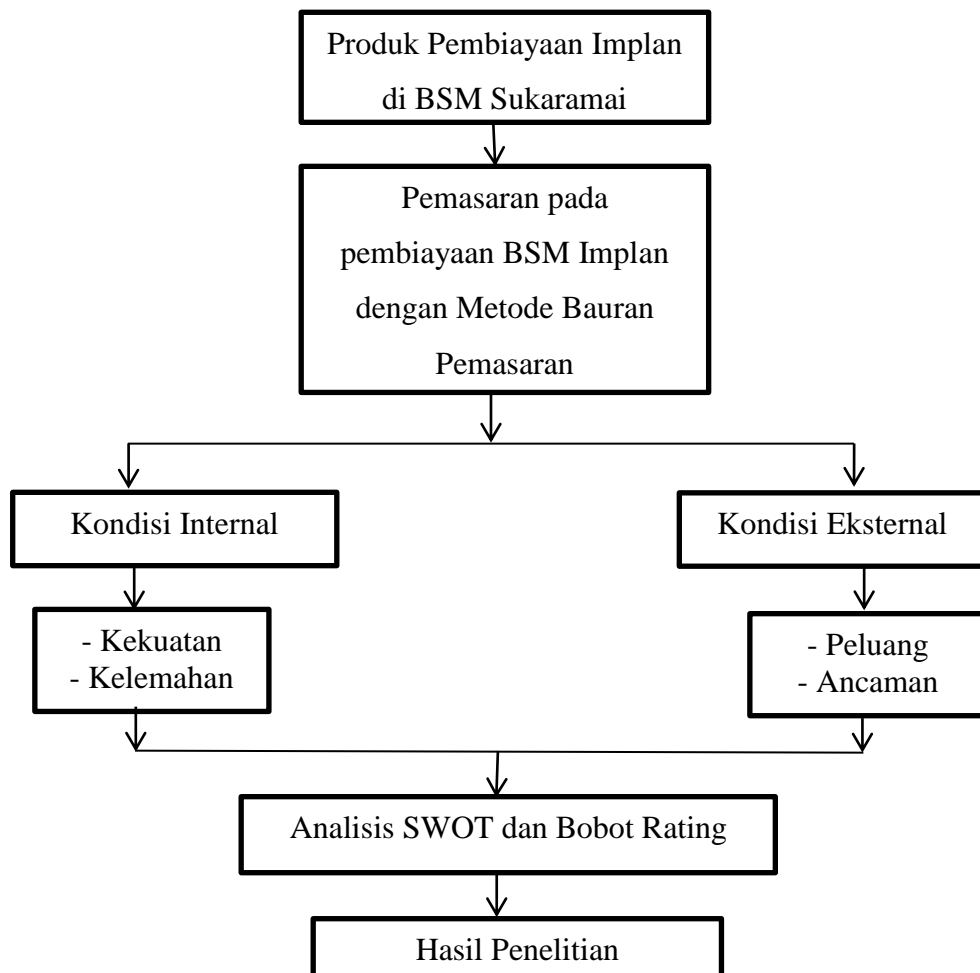 Produk Pembiayaan Implan
di BSM Sukaramai
Pemasaran pada
pembiayaan BSM Implan
dengan Metode Bauran
Pemasaran
Kondisi Internal
Kondisi Eksternal
- Kekuatan
- Kelemahan
- Peluang
- Ancaman
Analisis SWOT dan Bobot Rating
Hasil Penelitian